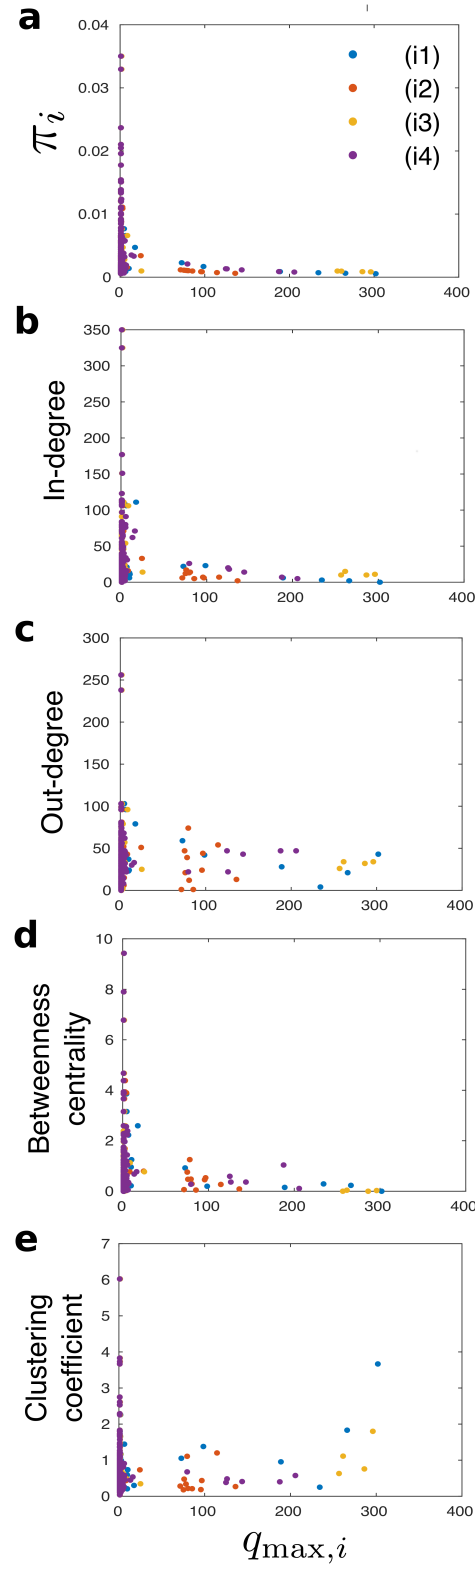 a
0.04
0.03
0.02
0.01
0
π_i
(i1)
(i2)
(i3)
(i4)
0 100 200 300 400
b
350
300
250
200
150
100
50
0
In-degree
0 100 200 300 400
c
300
250
200
150
100
50
0
Out-degree
0 100 200 300 400
d
10
8
6
4
2
0
Betweenness
centrality
0 100 200 300 400
e
7
6
5
4
3
2
1
0
Clustering
coefficient
0 100 200 300 400
q_max,i